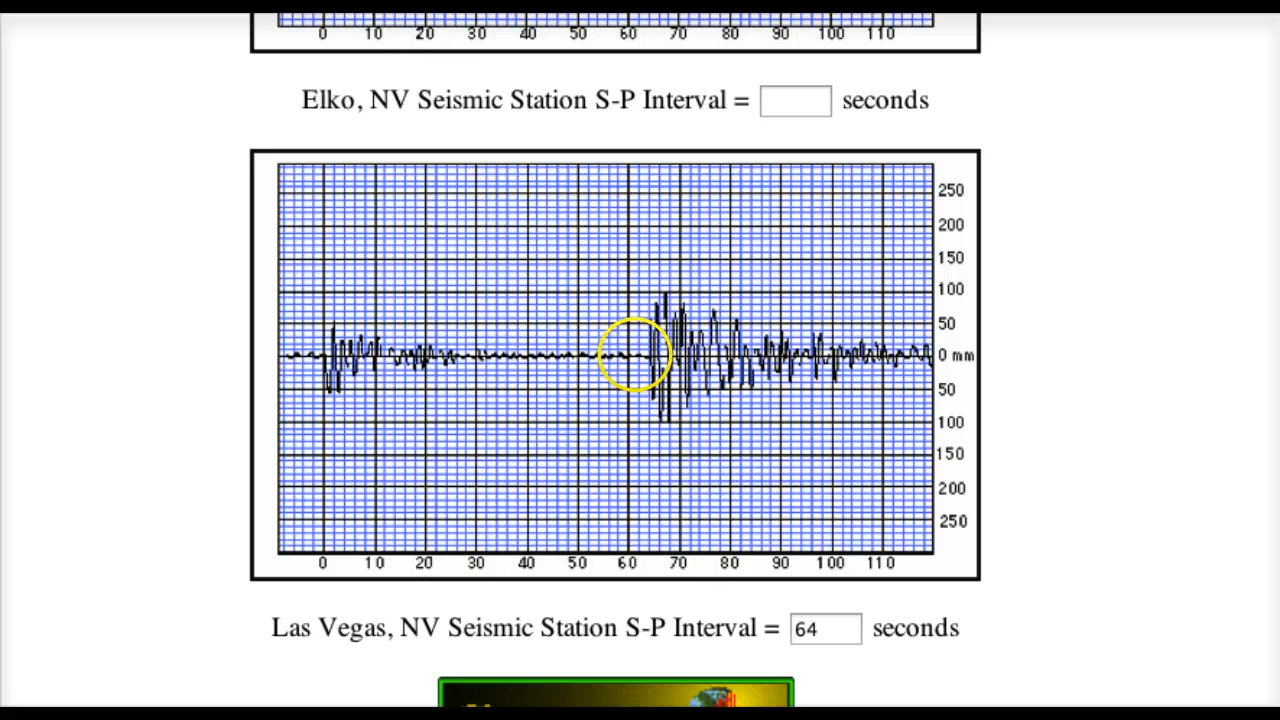 0 10 20 30 40 50 60 70 80 90 100 110
Elko, NV Seismic Station S-P Interval = seconds
250
200
150
100
50
0 mm
50
100
150
200
250
0 10 20 30 40 50 60 70 80 90 100 110
Las Vegas, NV Seismic Station S-P Interval = 64 seconds